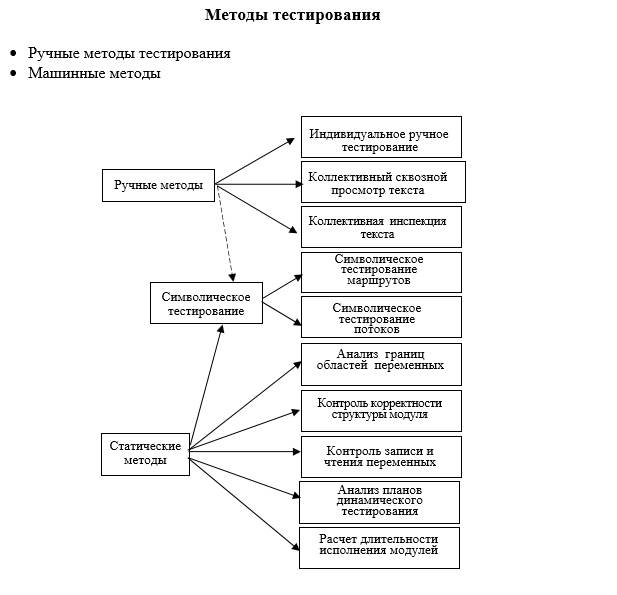 Методы тестирования
• Ручные методы тестирования
• Машинные методы
Индивидуальное ручное
тестирование
Ручные методы
Коллективный сквозной
просмотр текста
Коллективная инспекция
текста
Символическое
тестирование
маршрутов
Символическое
тестирование
Символическое
тестирование
потоков
Анализ границ
областей переменных
Контроль корректности
структуры модуля
Статические
методы
Контроль записи и
чтения переменных
Анализ планов
динамического
тестирования
Расчет длительности
исполнения модулей